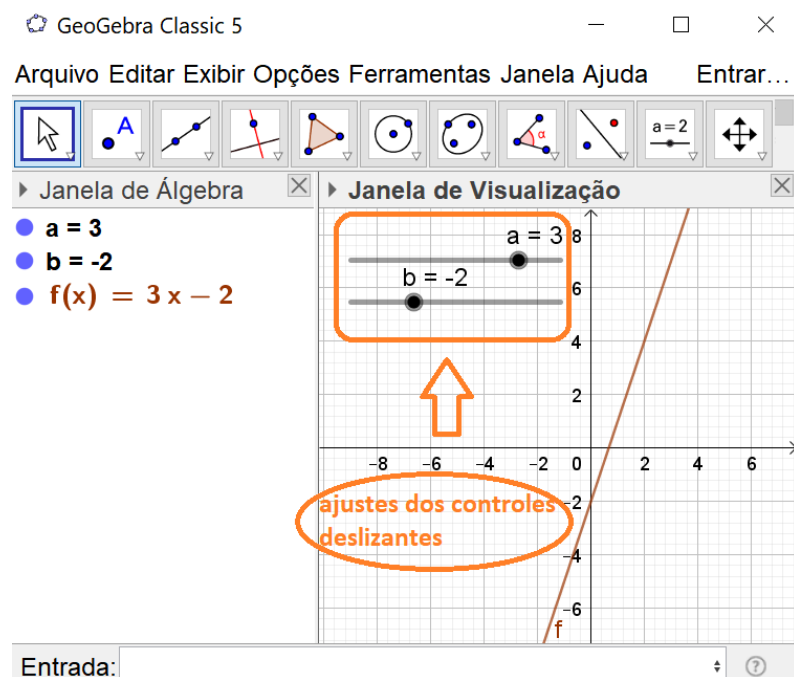 GeoGebra Classic 5
Arquivo Editar Exibir Opções Ferramentas Janela Ajuda Entrar...
A
α
a=2
Janela de Álgebra
Janela de Visualização
a = 3
b = -2
f(x) = 3 x − 2
a = 3
b = -2
8
6
4
2
−8 −6 −4 −2 0 2 4 6
−2
−4
−6
ajustes dos controles
deslizantes
f
Entrada:
?